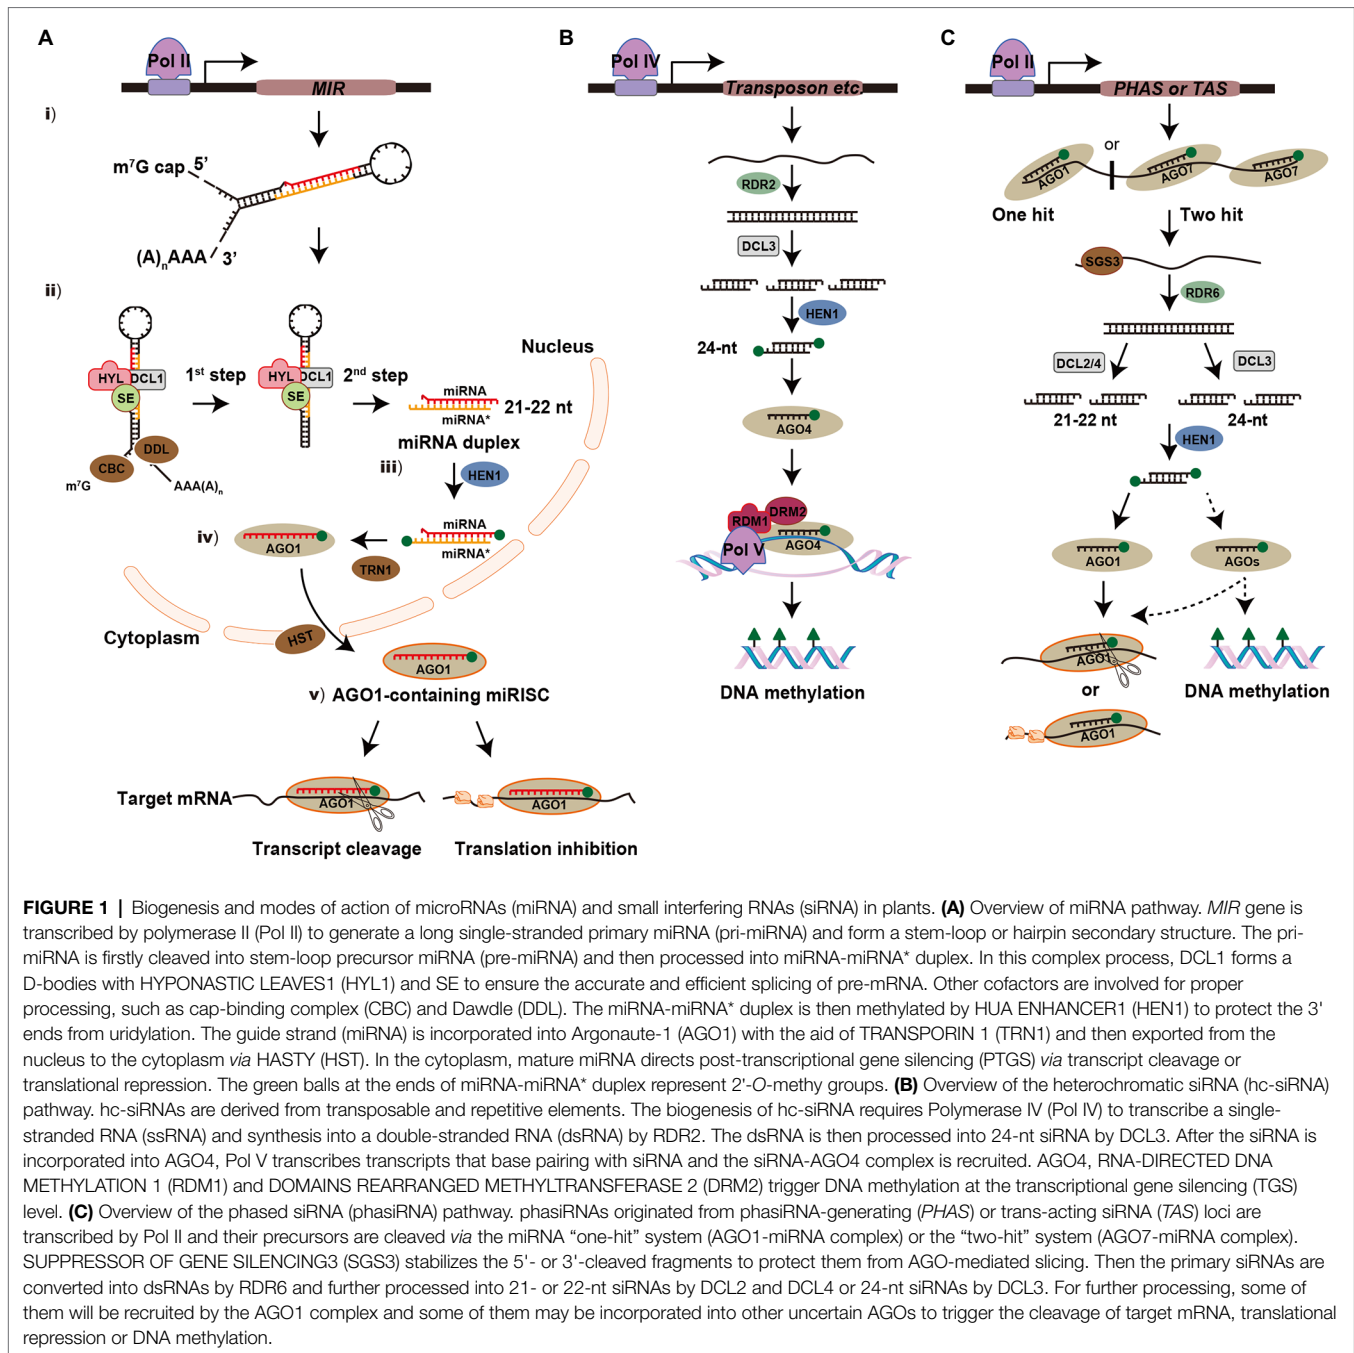 A
Pol II
MIR
i)
m7G cap 5’
(A)nAAA 3’
ii)
HYL
DCL1
SE
CBC
DDL
m7G
AAA(A)n
1st step
HYL
DCL1
SE
2nd step
miRNA
miRNA*
21-22 nt
miRNA duplex
Nucleus
iii)
HEN1
miRNA
miRNA*
iv)
AGO1
TRN1
Cytoplasm
HST
AGO1
v) AGO1-containing miRISC
Target mRNA
AGO1
AGO1
Transcript cleavage
Translation inhibition
B
Pol IV
Transposon etc.
RDR2
DCL3
HEN1
24-nt
AGO4
RDM1
DRM2
Pol V
AGO4
DNA methylation
C
Pol II
PHAS or TAS
or
AGO1
AGO7
AGO7
One hit
Two hit
SGS3
RDR6
DCL2/4
DCL3
21-22 nt
24-nt
HEN1
AGO1
AGOs
AGO1
or
AGO1
DNA methylation
FIGURE 1 | Biogenesis and modes of action of microRNAs (miRNA) and small interfering RNAs (siRNA) in plants. (A) Overview of miRNA pathway. MIR gene is
transcribed by polymerase II (Pol II) to generate a long single-stranded primary miRNA (pri-miRNA) and form a stem-loop or hairpin secondary structure. The pri-
miRNA is firstly cleaved into stem-loop precursor miRNA (pre-miRNA) and then processed into miRNA-miRNA* duplex. In this complex process, DCL1 forms a
D-bodies with HYPONASTIC LEAVES1 (HYL1) and SE to ensure the accurate and efficient splicing of pre-mRNA. Other cofactors are involved for proper
processing, such as cap-binding complex (CBC) and Dawdle (DDL). The miRNA-miRNA* duplex is then methylated by HUA ENHANCER1 (HEN1) to protect the 3'
ends from uridylation. The guide strand (miRNA) is incorporated into Argonaute-1 (AGO1) with the aid of TRANSPORIN 1 (TRN1) and then exported from the
nucleus to the cytoplasm via HASTY (HST). In the cytoplasm, mature miRNA directs post-transcriptional gene silencing (PTGS) via transcript cleavage or
translational repression. The green balls at the ends of miRNA-miRNA* duplex represent 2'-O-methy groups. (B) Overview of the heterochromatic siRNA (hc-siRNA)
pathway. hc-siRNAs are derived from transposable and repetitive elements. The biogenesis of hc-siRNA requires Polymerase IV (Pol IV) to transcribe a single-
stranded RNA (ssRNA) and synthesis into a double-stranded RNA (dsRNA) by RDR2. The dsRNA is then processed into 24-nt siRNA by DCL3. After the siRNA is
incorporated into AGO4, Pol V transcribes transcripts that base pairing with siRNA and the siRNA-AGO4 complex is recruited. AGO4, RNA-DIRECTED DNA
METHYLATION 1 (RDM1) and DOMAINS REARRANGED METHYLTRANSFERASE 2 (DRM2) trigger DNA methylation at the transcriptional gene silencing (TGS)
level. (C) Overview of the phased siRNA (phasiRNA) pathway. phasiRNAs originated from phasiRNA-generating (PHAS) or trans-acting siRNA (TAS) loci are
transcribed by Pol II and their precursors are cleaved via the miRNA “one-hit” system (AGO1-miRNA complex) or the “two-hit” system (AGO7-miRNA complex).
SUPPRESSOR OF GENE SILENCING3 (SGS3) stabilizes the 5'- or 3'-cleaved fragments to protect them from AGO-mediated slicing. Then the primary siRNAs are
converted into dsRNAs by RDR6 and further processed into 21- or 22-nt siRNAs by DCL2 and DCL4 or 24-nt siRNAs by DCL3. For further processing, some of
them will be recruited by the AGO1 complex and some of them may be incorporated into other uncertain AGOs to trigger the cleavage of target mRNA, translational
repression or DNA methylation.